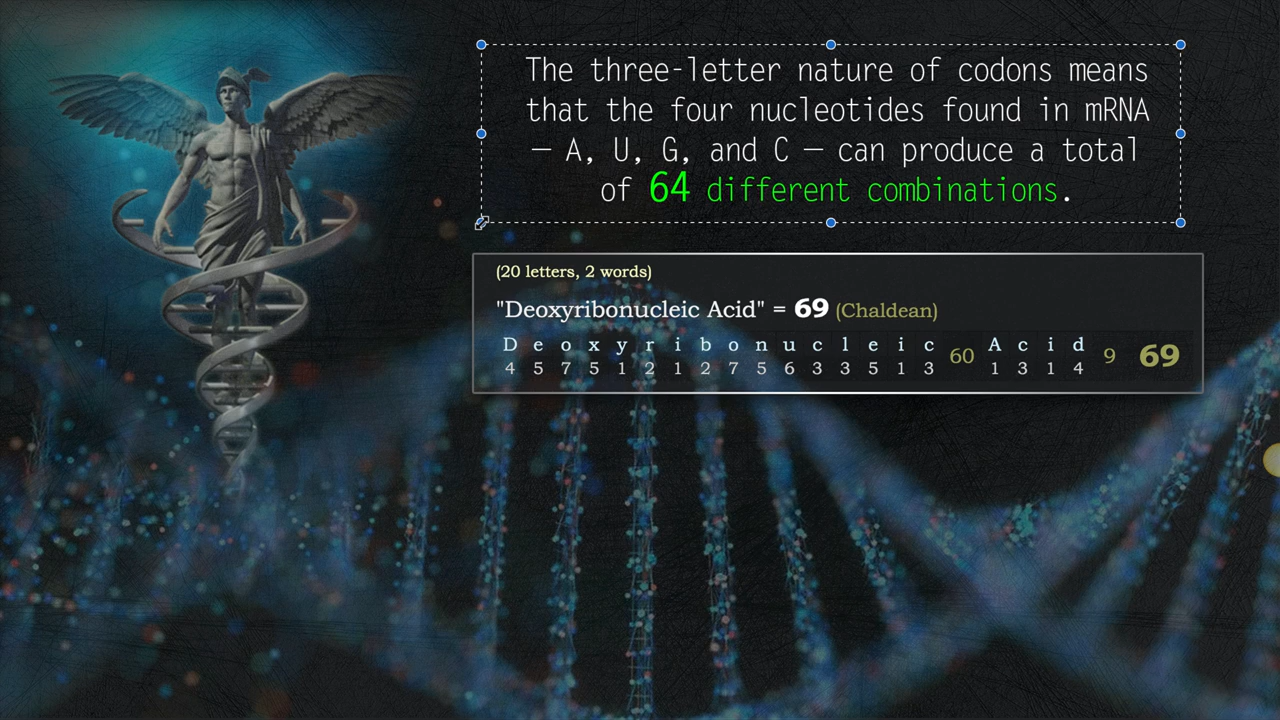 The three-letter nature of codons means
that the four nucleotides found in mRNA
— A, U, G, and C — can produce a total
of 64 different combinations.
(20 letters, 2 words)
"Deoxyribonucleic Acid" = 69 (Chaldean)
D e o x y r i b o n u c l e i c 60 A c i d 9 69
4 5 7 5 1 2 1 2 7 5 6 3 3 5 1 3 1 3 1 4